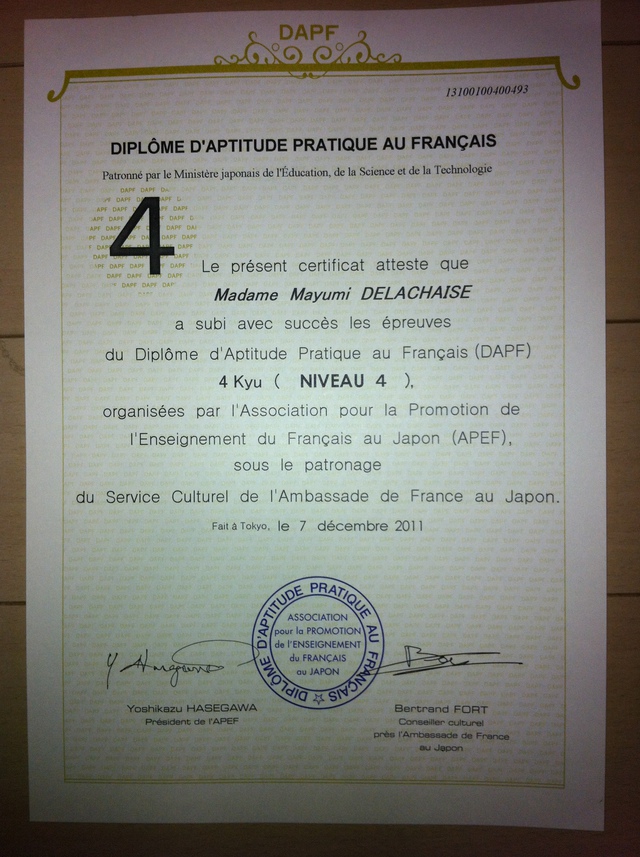 DAPF
13100100400493
DIPLÔME D'APTITUDE PRATIQUE AU FRANÇAIS
Patronné par le Ministère japonais de l'Éducation, de la Science et de la Technologie
4
Le présent certificat atteste que
Madame Mayumi DELACHAISE
a subi avec succès les épreuves
du Diplôme d'Aptitude Pratique au Français (DAPF)
4 Kyu ( NIVEAU 4 ),
organisées par l'Association pour la Promotion de
l'Enseignement du Français au Japon (APEF),
sous le patronage
du Service Culturel de l'Ambassade de France au Japon.
Fait à Tokyo, le 7 décembre 2011
DIPLÔME D'APTITUDE PRATIQUE AU FRANÇAIS
ASSOCIATION
pour la PROMOTION
de l'ENSEIGNEMENT
du FRANÇAIS
au JAPON
Yoshikazu HASEGAWA
Président de l'APEF
Bertrand FORT
Conseiller culturel
près l'Ambassade de France
au Japon